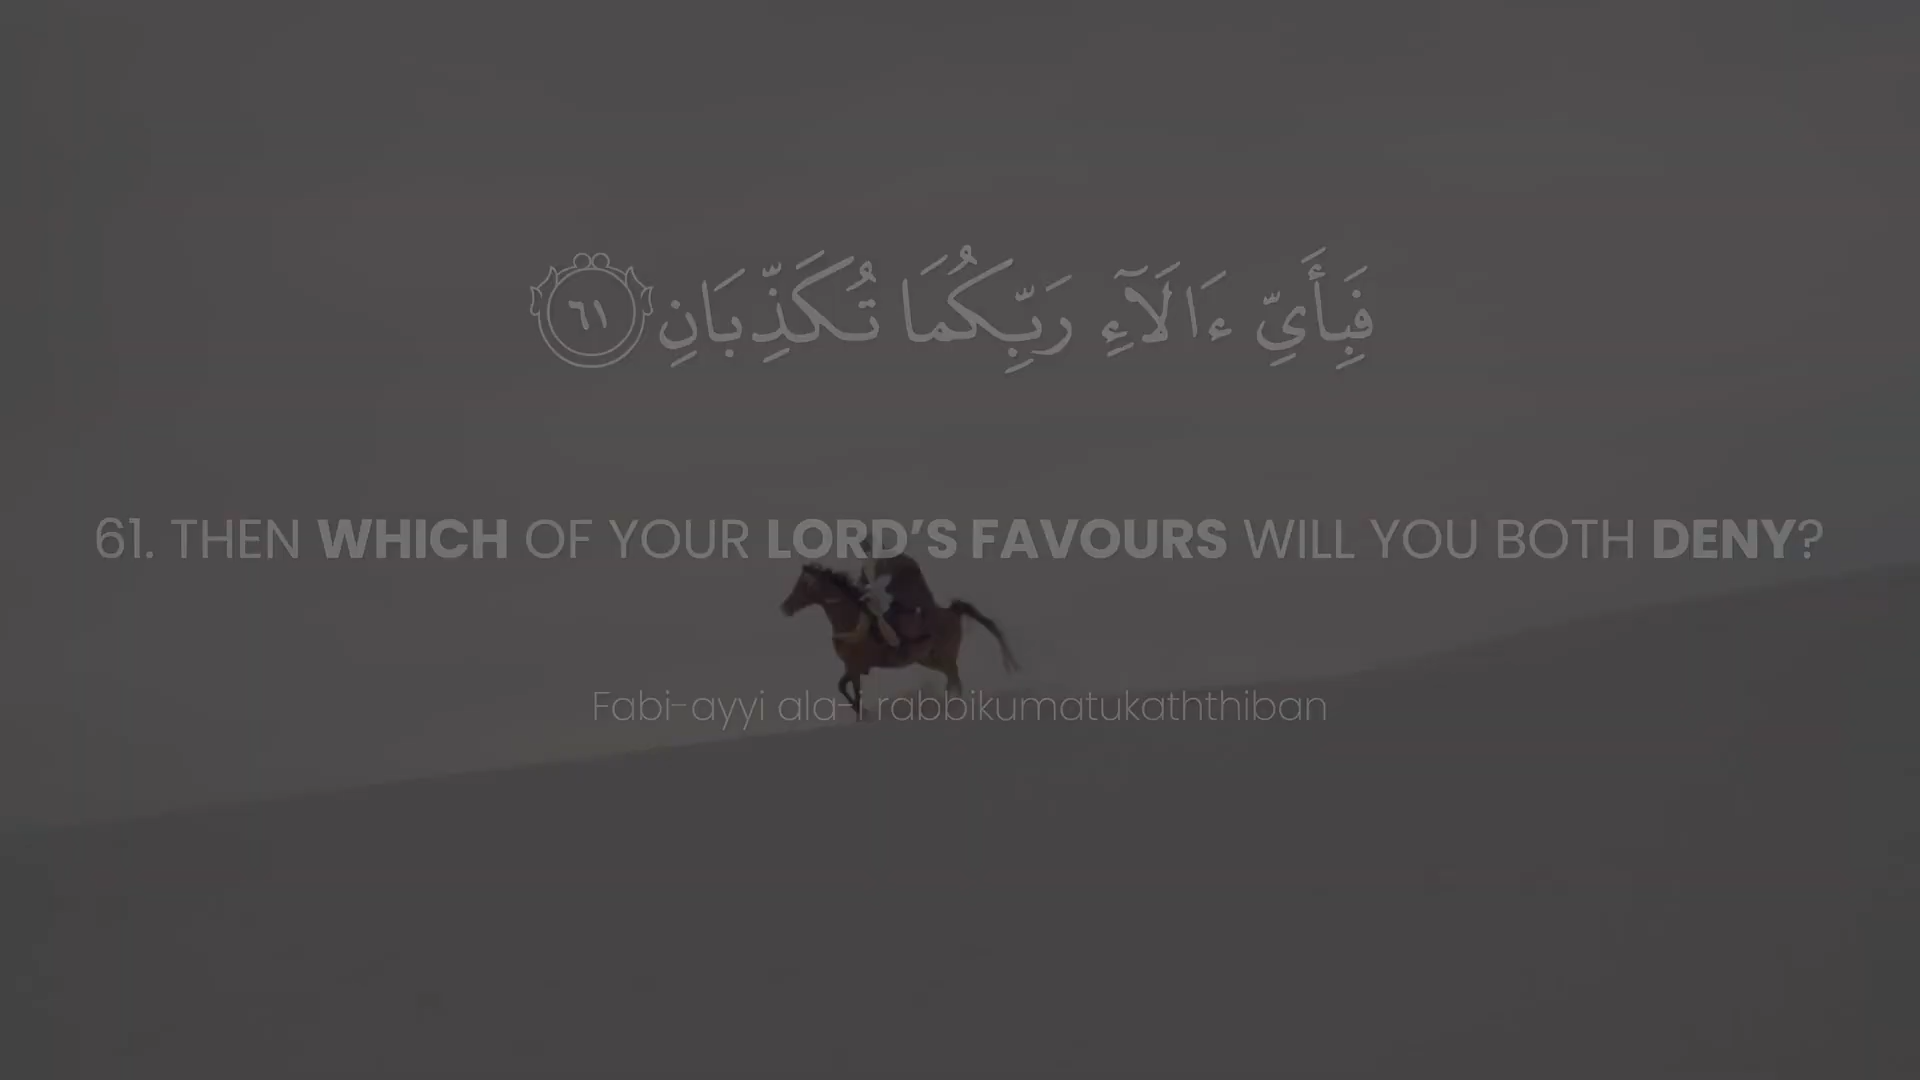 فَبِأَيِّ ءَالَآءِ رَبِّكُمَا تُكَذِّبَانِ ٦١
61. THEN WHICH OF YOUR LORD’S FAVOURS WILL YOU BOTH DENY?
Fabi-ayyi ala-i rabbikumatukaththiban